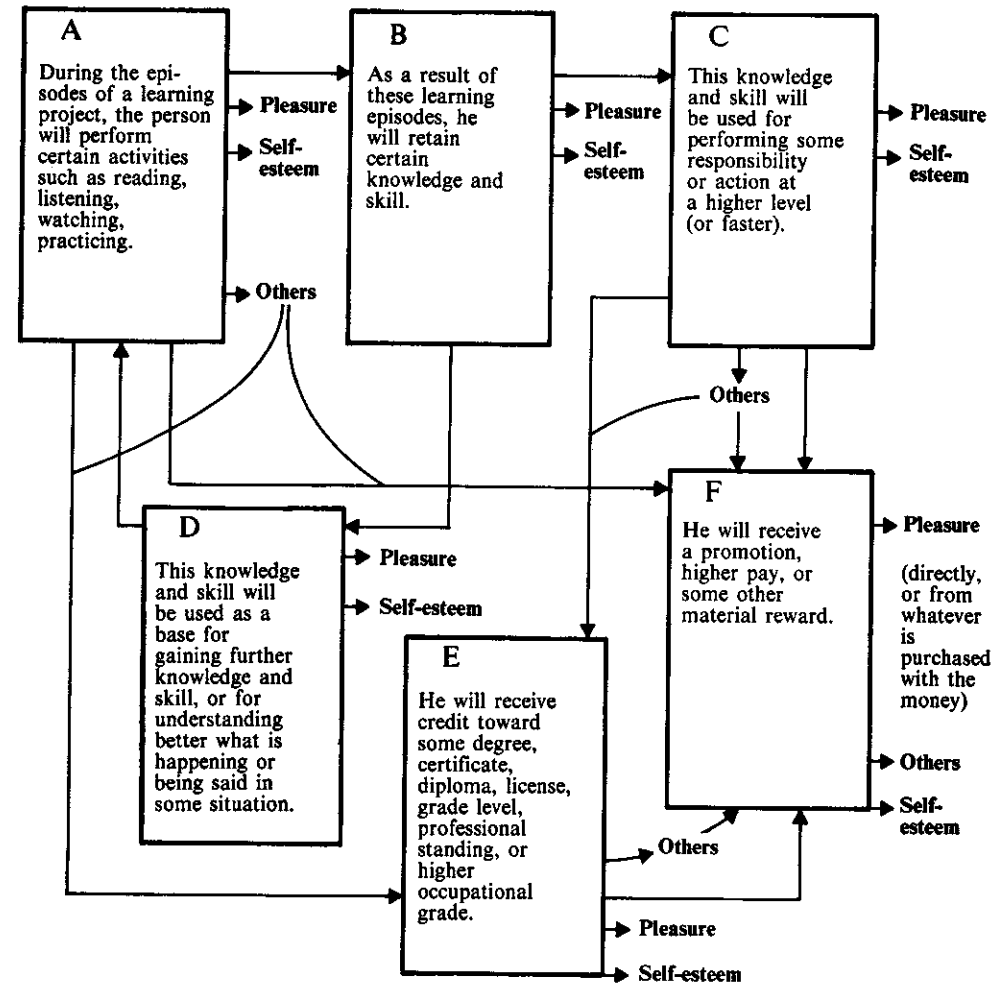 A
During the epi-
sodes of a learning
project, the person
will perform
certain activities
such as reading,
listening,
watching,
practicing.
Pleasure
Self-
esteem
Others
B
As a result of
these learning
episodes, he
will retain
certain
knowledge and
skill.
Pleasure
Self-
esteem
C
This knowledge
and skill will
be used for
performing some
responsibility
or action at
a higher level
(or faster).
Pleasure
Self-
esteem
Others
D
This knowledge
and skill will
be used as a
base for
gaining further
knowledge and
skill, or for
understanding
better what is
happening or
being said in
some situation.
Pleasure
Self-esteem
E
He will receive
credit toward
some degree,
certificate,
diploma, license,
grade level,
professional
standing, or
higher
occupational
grade.
Others
Pleasure
Self-esteem
F
He will receive
a promotion,
higher pay, or
some other
material reward.
Pleasure
(directly,
or from
whatever
is
purchased
with the
money)
Others
Self-
esteem